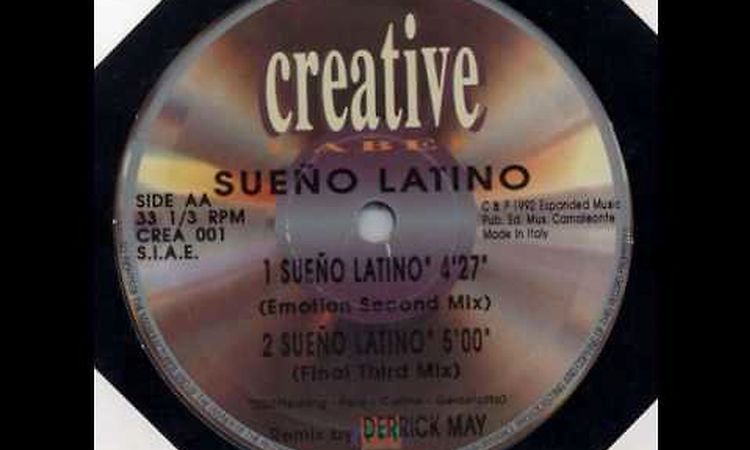 creative
LABEL
SUEÑO LATINO
SIDE AA
33 1/3 RPM
CREA 001
S.I.A.E.
C & P 1992 Expanded Music
Pub. Ed. Mus. Camaleonte
Made in Italy
1 SUEÑO LATINO" 4'27"
(Emotion Second Mix)
2 SUEÑO LATINO" 5'00"
(Final Third Mix)
Remix by DERRICK MAY